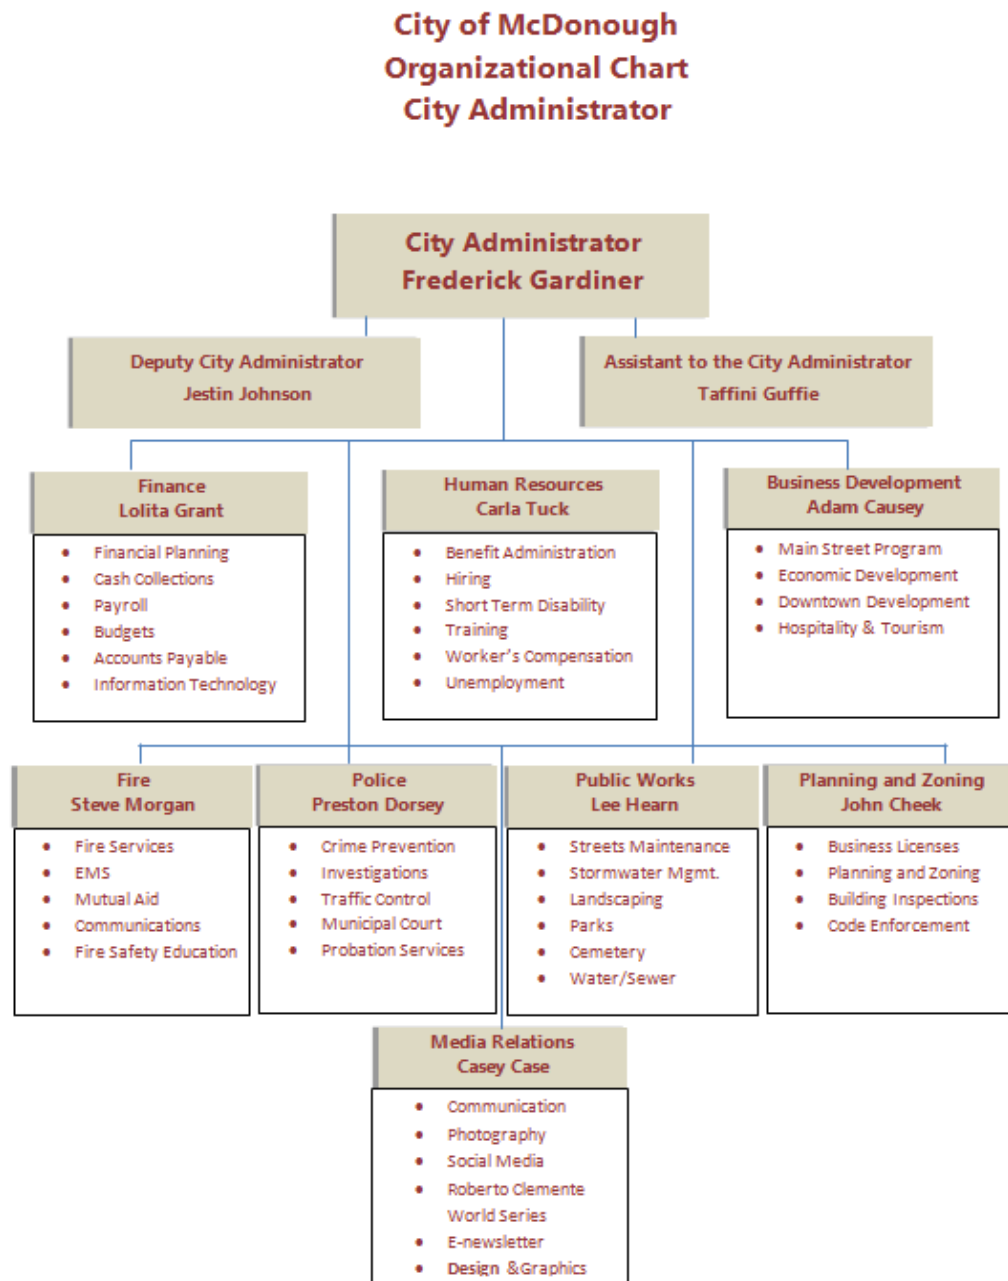 City of McDonough
Organizational Chart
City Administrator
City Administrator
Frederick Gardiner
Deputy City Administrator
Jestin Johnson
Assistant to the City Administrator
Taffini Guffie
Finance
Lolita Grant
• Financial Planning
• Cash Collections
• Payroll
• Budgets
• Accounts Payable
• Information Technology
Human Resources
Carla Tuck
• Benefit Administration
• Hiring
• Short Term Disability
• Training
• Worker's Compensation
• Unemployment
Business Development
Adam Causey
• Main Street Program
• Economic Development
• Downtown Development
• Hospitality & Tourism
Fire
Steve Morgan
• Fire Services
• EMS
• Mutual Aid
• Communications
• Fire Safety Education
Police
Preston Dorsey
• Crime Prevention
• Investigations
• Traffic Control
• Municipal Court
• Probation Services
Public Works
Lee Hearn
• Streets Maintenance
• Stormwater Mgmt.
• Landscaping
• Parks
• Cemetery
• Water/Sewer
Planning and Zoning
John Cheek
• Business Licenses
• Planning and Zoning
• Building Inspections
• Code Enforcement
Media Relations
Casey Case
• Communication
• Photography
• Social Media
• Roberto Clemente
World Series
• E-newsletter
• Design &Graphics